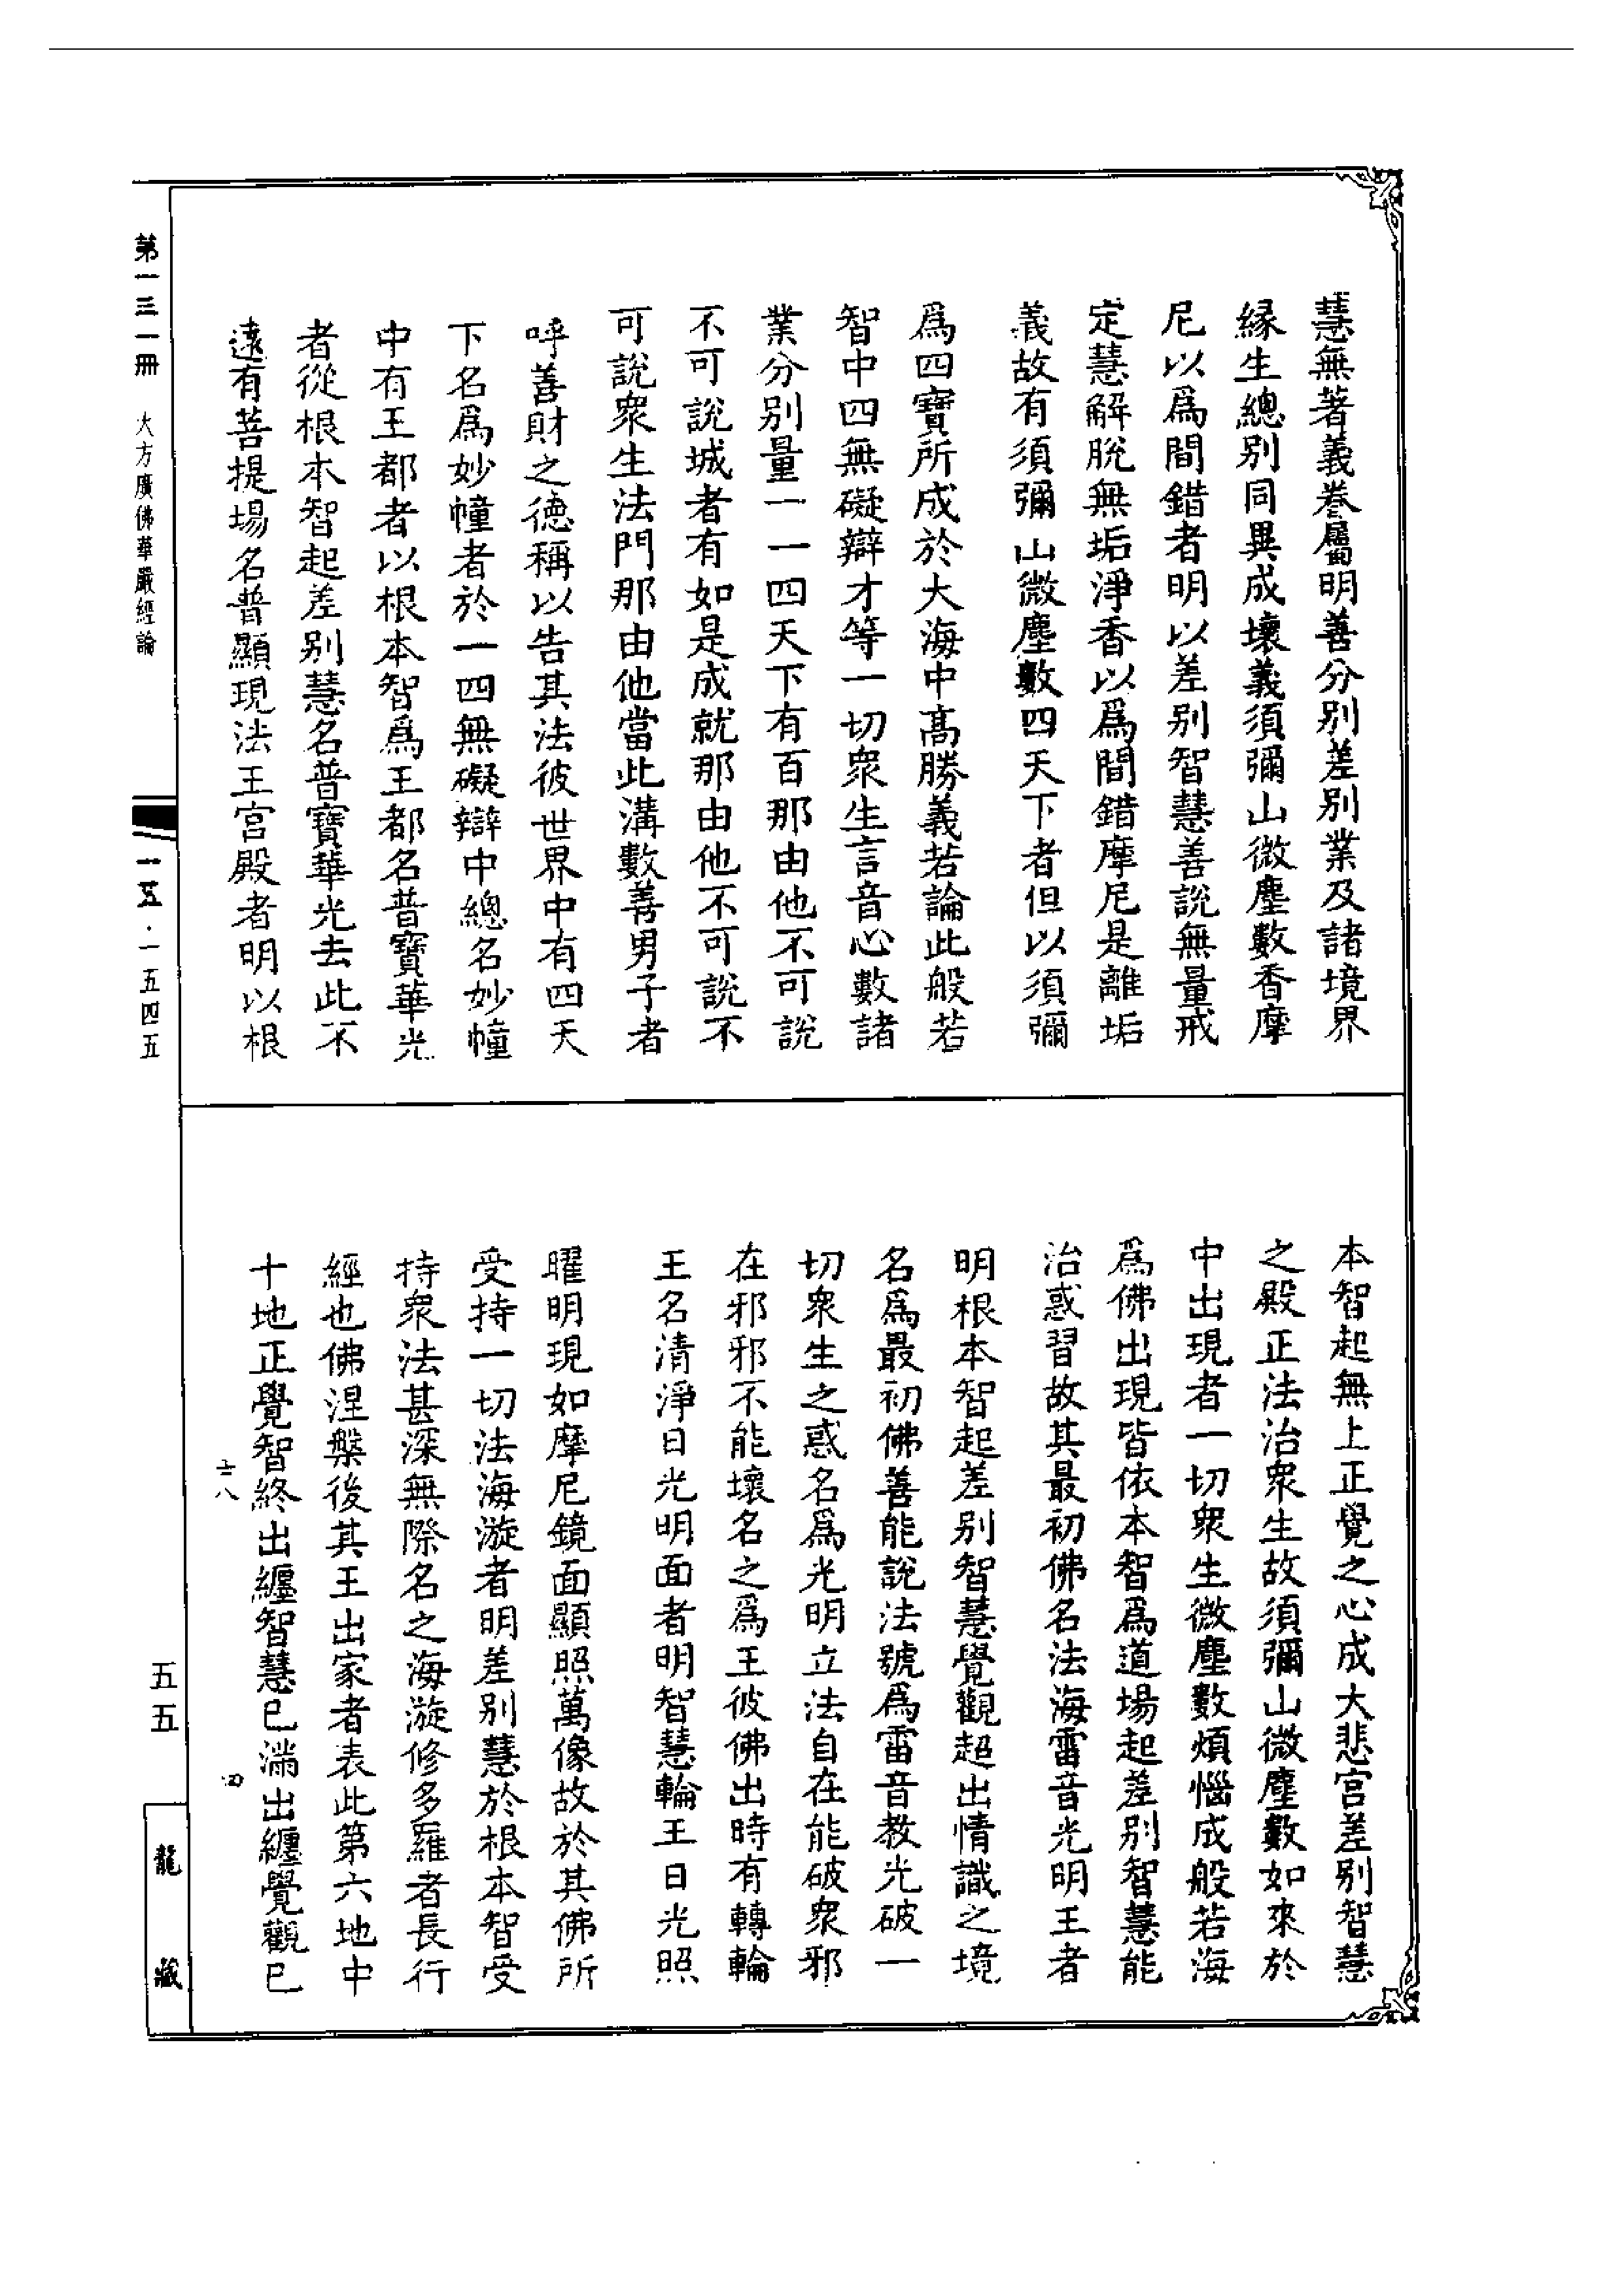 慧無著義卷屬明善分別差別業及諸境界
緣生總別同異成壞義須彌山微塵數香摩
尼以爲間錯者明以差別智慧善說無量戒
定慧解脫無垢淨香以爲間錯摩尼是離垢
義故有須彌山微塵數四天下者但以須彌
爲四寶所成於大海中高勝義若論此般若
智中四無礙辯才等一切衆生言音心數諸
業分別量一一一四天下有百那由他不可說
不可說城者有如是成就那由他不可說不
可說衆生法門那由他當此溝數善男子者
呼善財之德稱以告其法彼世界中有四天
下名爲妙幢者於一四無礙辯中總名妙幢
中有王都者以根本智爲王都名普寶華光
者從根本智起差別慧名普寶華光去此不
遠有菩提場名普顯現法王宮殿者明以根
本智起無上正覺之心成大悲宮差別智慧
之殿正法治衆生故須彌山微塵數如來於
中出現者一切衆生微塵數煩惱成般若海
爲佛出現皆依本智爲道場起差別智慧能
治惑習故其最初佛名法海雷音光明王者
明根本智起差別智慧覺觀超出情識之境
名爲最初佛善能說法號爲雷音教光破一
切衆生之惑名爲光明立法自在能破衆邪
在邪邪不能壞名之爲王彼佛出時有轉輪
王名清淨日光明面者明智慧輪王日光照
曜明現如摩尼鏡面顯照萬像故於其佛所
受持一切法海漩者明差別慧於根本智受
持衆法甚深無際名之海漩修多羅者長行
經也佛涅槃後其王出家者表此第六地中
十地正覺智終出纏智慧已滿出纏覺觀已
十八
四
第一三一冊 大方廣佛華嚴經論
一五·一五四五
五五
龍藏